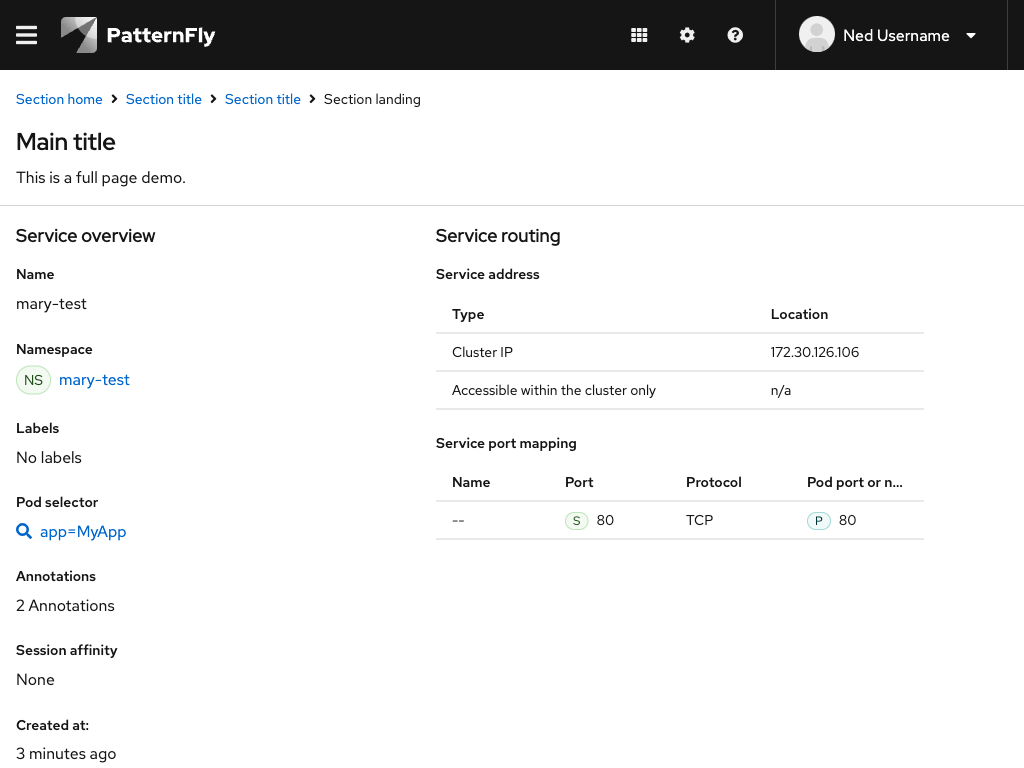 PatternFly
Ned Username
Section home Section title Section title Section landing
Main title
This is a full page demo.
Service overview
Name
mary-test
Namespace
NS mary-test
Labels
No labels
Pod selector
app=MyApp
Annotations
2 Annotations
Session affinity
None
Created at:
3 minutes ago
Service routing
Service address
Type Location
Cluster IP 172.30.126.106
Accessible within the cluster only n/a
Service port mapping
Name Port Protocol Pod port or n...
-- S 80 TCP P 80